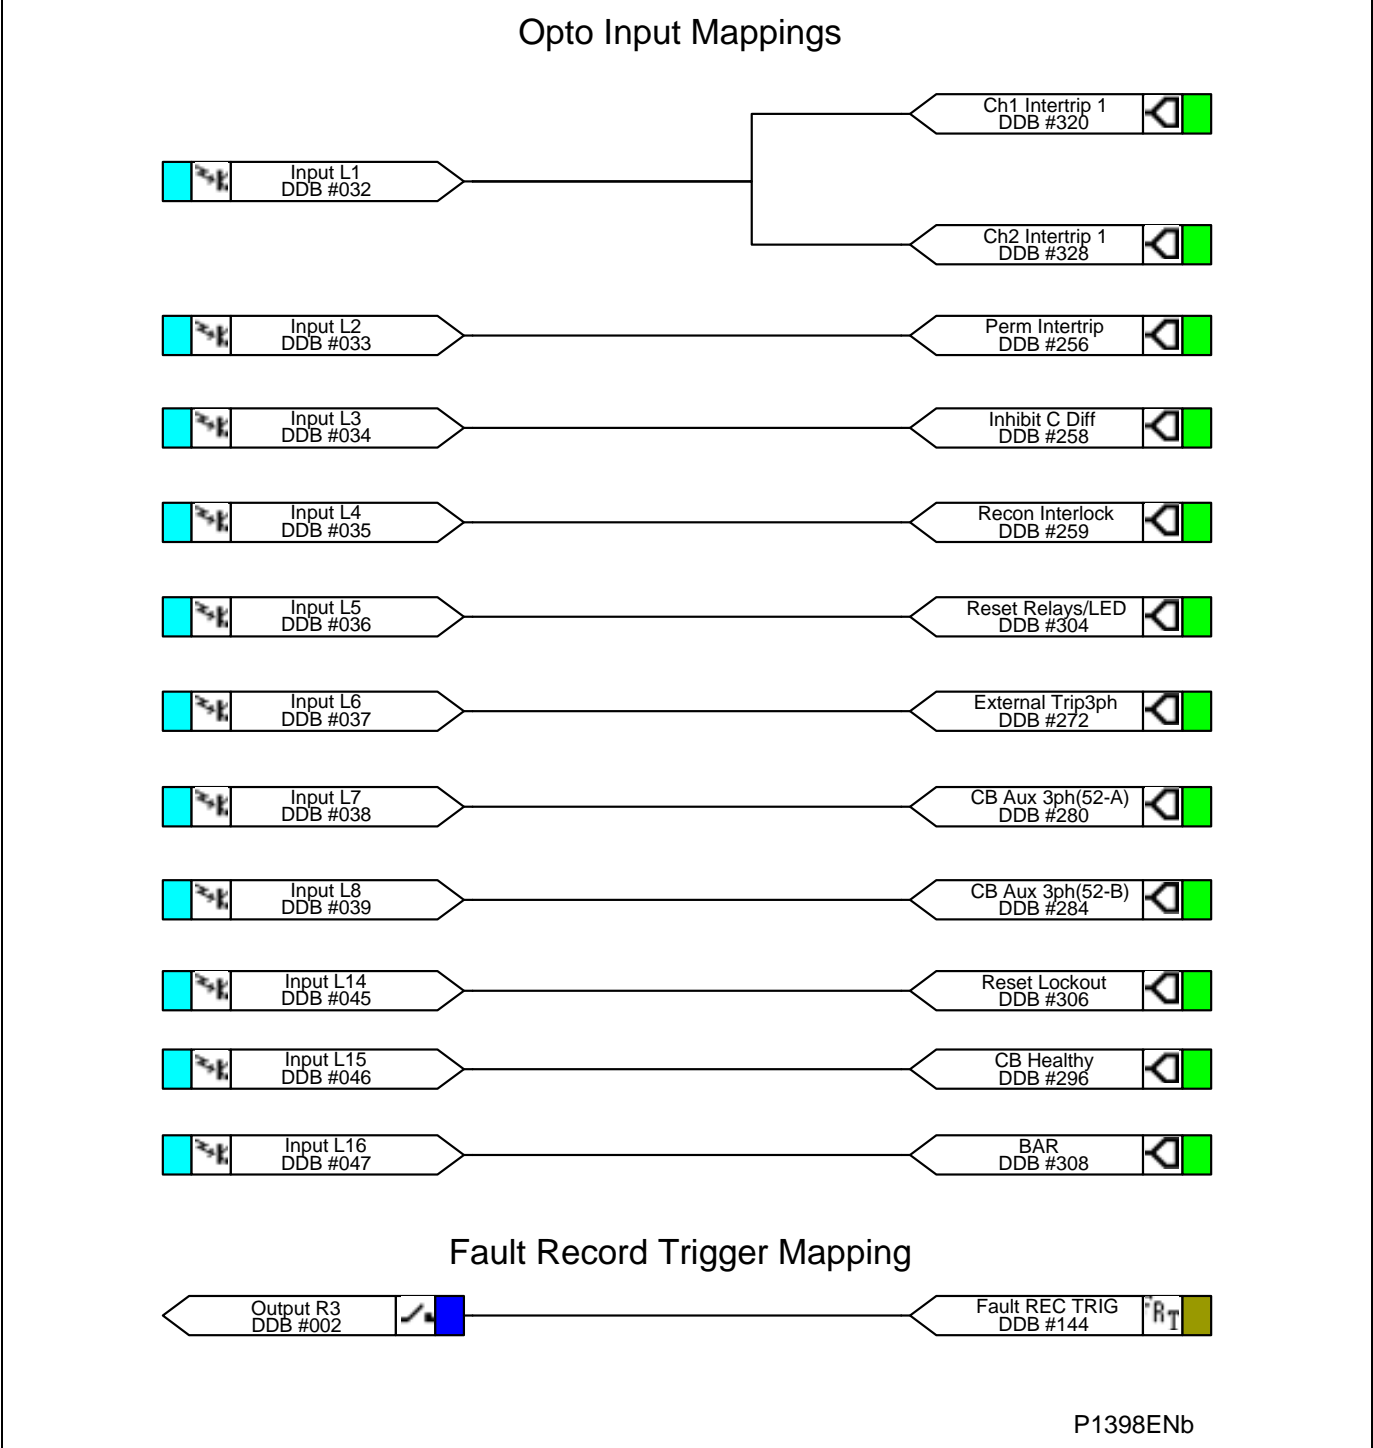 Opto Input Mappings
Ch1 Intertrip 1
DDB #320
Input L1
DDB #032
Ch2 Intertrip 1
DDB #328
Input L2
DDB #033
Perm Intertrip
DDB #256
Input L3
DDB #034
Inhibit C Diff
DDB #258
Input L4
DDB #035
Recon Interlock
DDB #259
Input L5
DDB #036
Reset Relays/LED
DDB #304
Input L6
DDB #037
External Trip3ph
DDB #272
Input L7
DDB #038
CB Aux 3ph(52-A)
DDB #280
Input L8
DDB #039
CB Aux 3ph(52-B)
DDB #284
Input L14
DDB #045
Reset Lockout
DDB #306
Input L15
DDB #046
CB Healthy
DDB #296
Input L16
DDB #047
BAR
DDB #308
Fault Record Trigger Mapping
Output R3
DDB #002
Fault REC TRIG
DDB #144
RT
P1398ENb